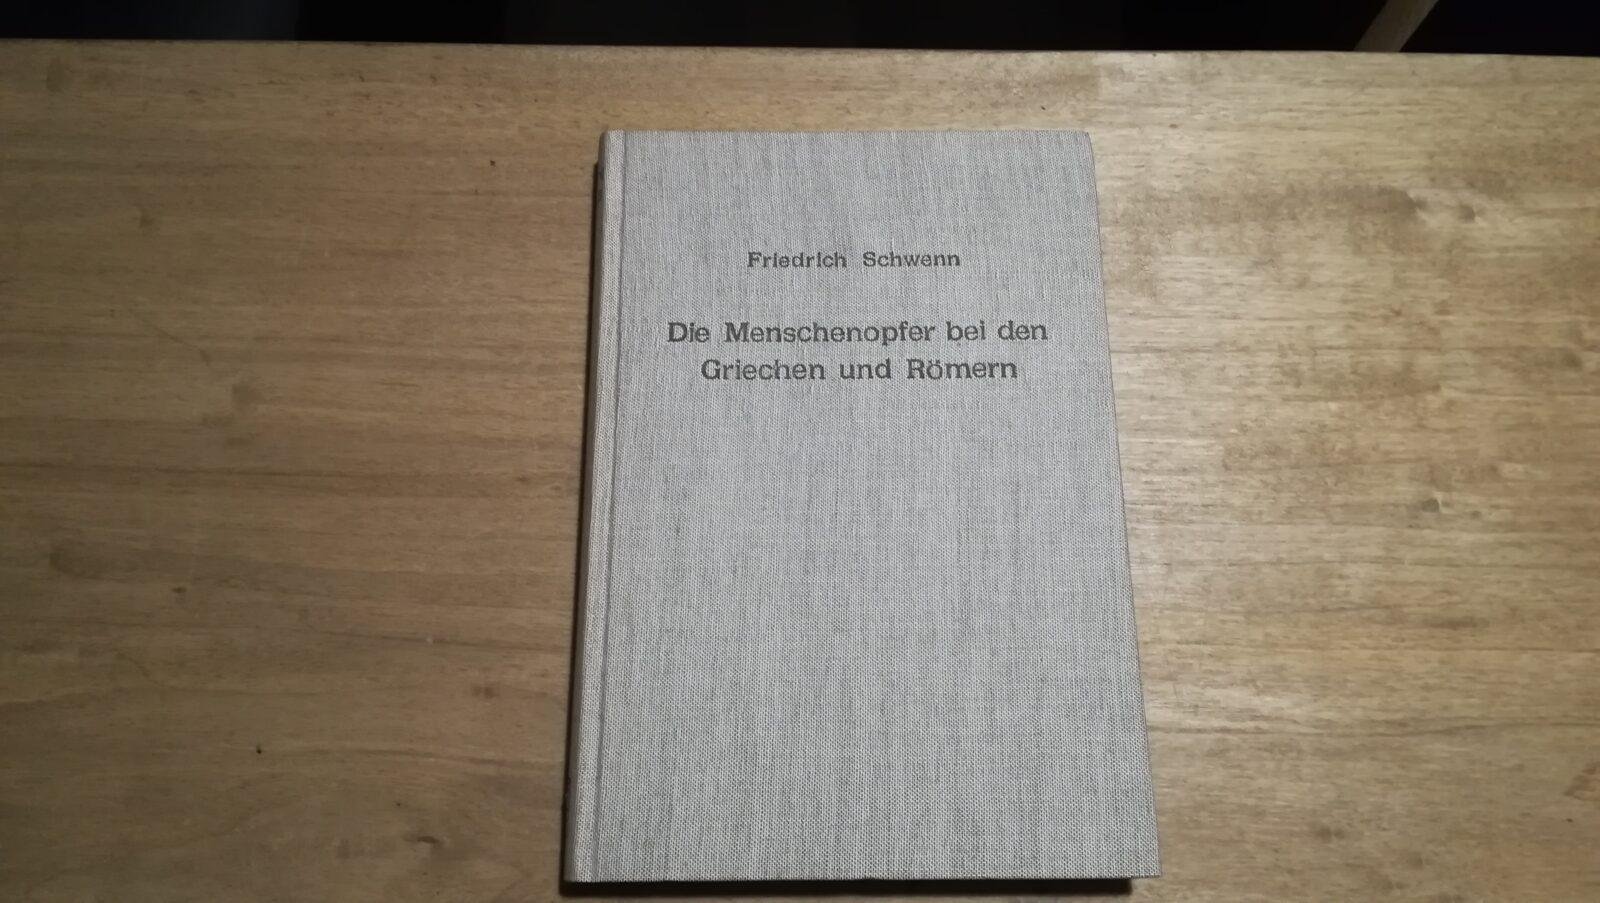 Friedrich Schwenn
Die Menschenopfer bei den
Griechen und Römern